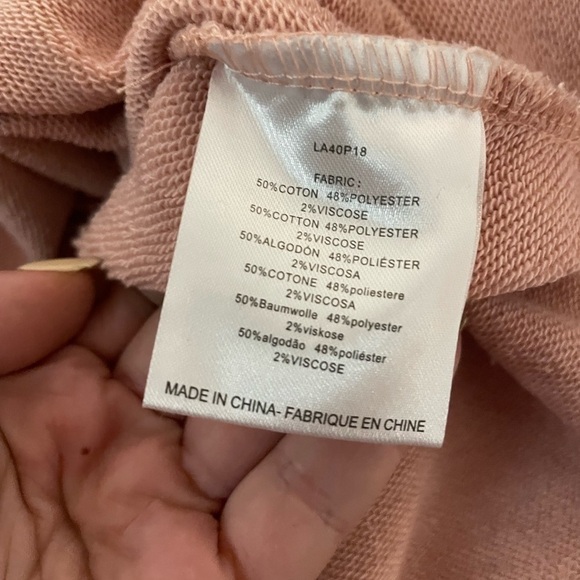 LA40P18
FABRIC :
50%COTON 48%POLYESTER
2%VISCOSE
50%COTTON 48%POLYESTER
2%VISCOSE
50%ALGODÓN 48%POLIÉSTER
2%VISCOSA
50%COTONE 48%poliestere
2%VISCOSA
50%Baumwolle 48%polyester
2%viskose
50%algodão 48%poliéster
2%VISCOSE
MADE IN CHINA- FABRIQUE EN CHINE